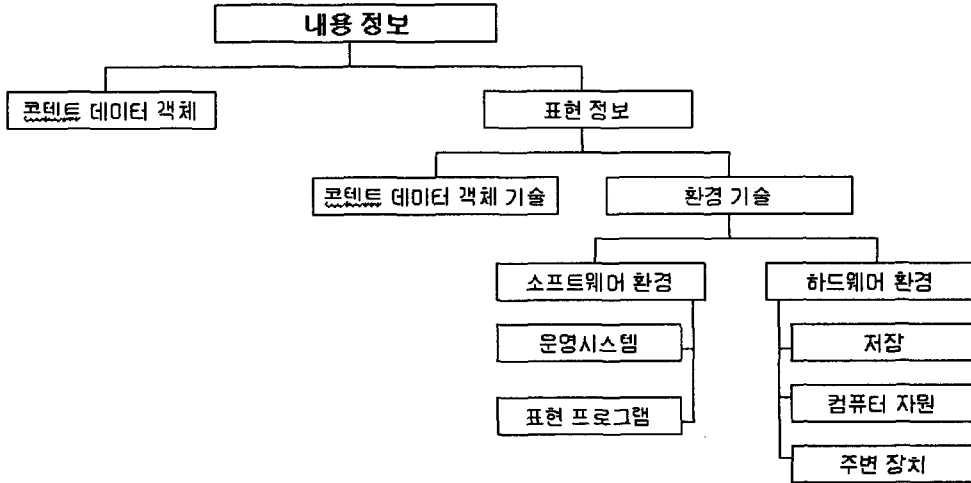 내용 정보
콘텐트 데이터 객체
표현 정보
콘텐트 데이터 객체 기술
환경 기술
소프트웨어 환경
하드웨어 환경
운영시스템
저장
표현 프로그램
컴퓨터 자원
주변 장치